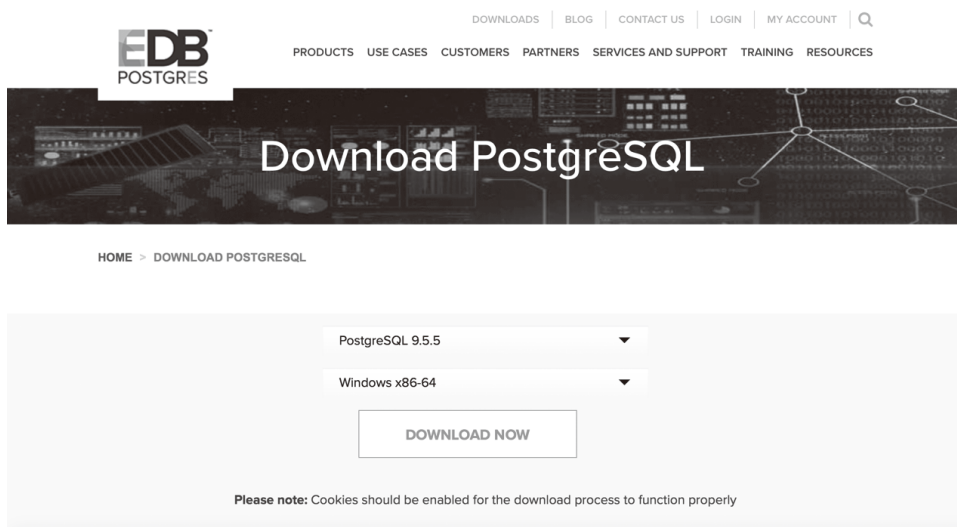 DOWNLOADS BLOG CONTACT US LOGIN MY ACCOUNT
EDB
POSTGRES
PRODUCTS USE CASES CUSTOMERS PARTNERS SERVICES AND SUPPORT TRAINING RESOURCES
Download PostgreSQL
HOME > DOWNLOAD POSTGRESQL
PostgreSQL 9.5.5
Windows x86-64
DOWNLOAD NOW
Please note: Cookies should be enabled for the download process to function properly